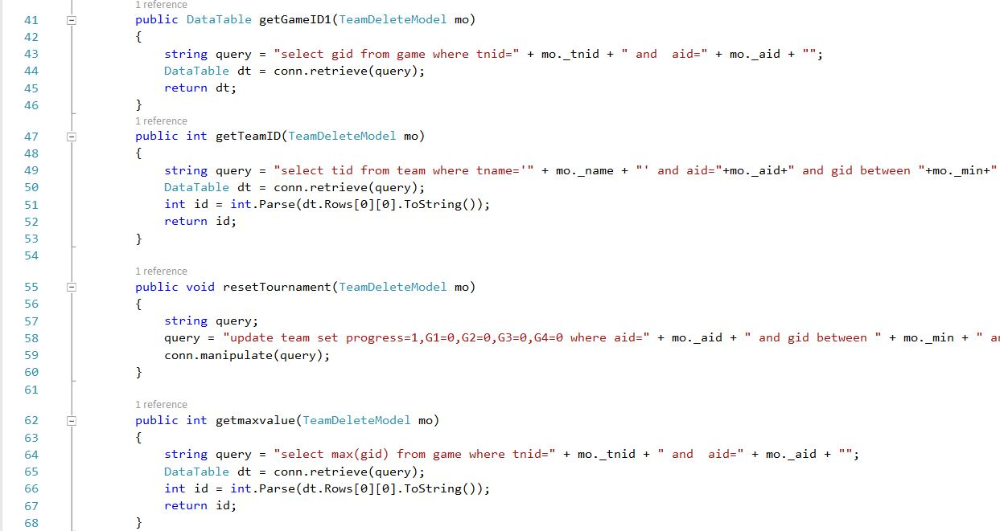 1 reference
41 public DataTable getGameID1(TeamDeleteModel mo)
42 {
43 string query = "select gid from game where tnid=" + mo._tnid + " and  aid=" + mo._aid + "";
44 DataTable dt = conn.retrieve(query);
45 return dt;
46 }
1 reference
47 public int getTeamID(TeamDeleteModel mo)
48 {
49 string query = "select tid from team where tname='" + mo._name + "' and aid="+mo._aid+" and gid between "+mo._min+"
50 DataTable dt = conn.retrieve(query);
51 int id = int.Parse(dt.Rows[0][0].ToString());
52 return id;
53 }
54
1 reference
55 public void resetTournament(TeamDeleteModel mo)
56 {
57 string query;
58 query = "update team set progress=1,G1=0,G2=0,G3=0,G4=0 where aid=" + mo._aid + " and gid between " + mo._min + "
59 conn.manipulate(query);
60 }
61
1 reference
62 public int getmaxvalue(TeamDeleteModel mo)
63 {
64 string query = "select max(gid) from game where tnid=" + mo._tnid + " and  aid=" + mo._aid + "";
65 DataTable dt = conn.retrieve(query);
66 int id = int.Parse(dt.Rows[0][0].ToString());
67 return id;
68 }